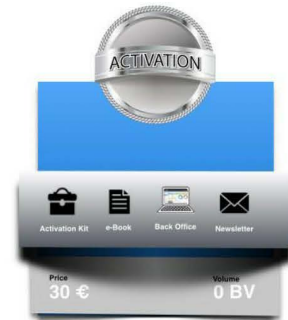 ACTIVATION
Activation Kit e-Book Back Office Newsletter
Price Volume
30 € 0 BV